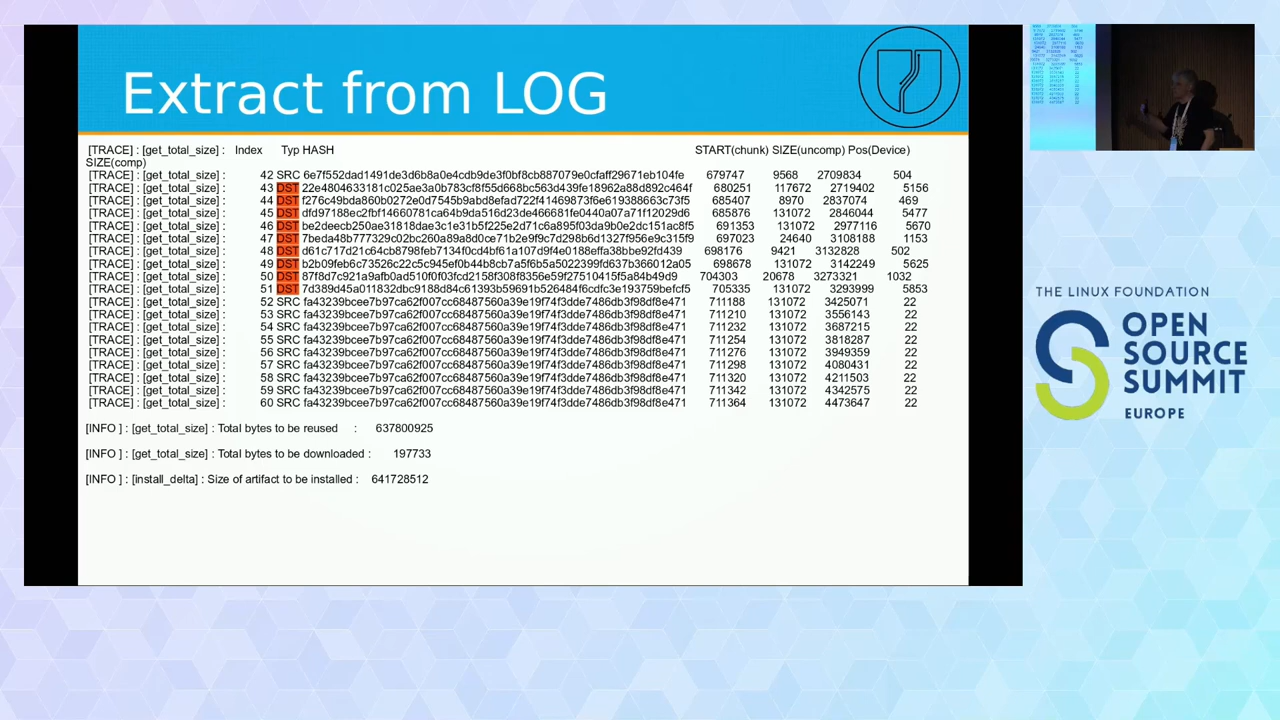 Extract from LOG
[TRACE] : [get_total_size] : Index Typ HASH START(chunk) SIZE(uncomp) Pos(Device)
SIZE(comp)
[TRACE] : [get_total_size] : 42 SRC 6e7f552dad1491de3d6b8a0e4cdb9de3f0bf8cb887079e0cfaff29671eb104fe 679747 9568 2709834 504
[TRACE] : [get_total_size] : 43 DST 22e4804633181c025ae3a0b783cf8f55d668bc563d439fe18962a88d892c464f 680251 117672 2719402 5156
[TRACE] : [get_total_size] : 44 DST f276c49bda860b0272e0d7545b9abd8efad722f41469873f6e619388663c73f5 685407 8970 2837074 469
[TRACE] : [get_total_size] : 45 DST dfd97188ec2fbf14660781ca64b9da516d23de466681fe0440a07a71f12029d6 685876 131072 2846044 5477
[TRACE] : [get_total_size] : 46 DST be2deecb250ae31818dae3c1e31b5f225e2d71c6a895f03da9b0e2dc151ac8f5 691353 131072 2977116 5670
[TRACE] : [get_total_size] : 47 DST 7beda48b777329c02bc260a89a8d0ce71b2e9f9c7d298b6d1327f956e9c315f9 697023 24640 3108188 1153
[TRACE] : [get_total_size] : 48 DST d61c717d21c64cb8798feb7134f0cd4bf61a107d9f4e0188effa38bbe92fd439 698176 9421 3132828 502
[TRACE] : [get_total_size] : 49 DST b2b09feb6c73526c22c5c945ef0b44b8cb7a5f6b5a5022399fd637b366012a05 698678 131072 3142249 5625
[TRACE] : [get_total_size] : 50 DST 87f8d7c921a9afb0ad510f0f03fcd2158f308f8356e59f27510415f5a84b49d9 704303 20678 3273321 1032
[TRACE] : [get_total_size] : 51 DST 7d389d45a011832dbc9188d84c61393b59691b526484f6cdfc3e193759befcf5 705335 131072 3293999 5853
[TRACE] : [get_total_size] : 52 SRC fa43239bcee7b97ca62f007cc68487560a39e19f74f3dde7486db3f98df8e471 711188 131072 3425071 22
[TRACE] : [get_total_size] : 53 SRC fa43239bcee7b97ca62f007cc68487560a39e19f74f3dde7486db3f98df8e471 711210 131072 3556143 22
[TRACE] : [get_total_size] : 54 SRC fa43239bcee7b97ca62f007cc68487560a39e19f74f3dde7486db3f98df8e471 711232 131072 3687215 22
[TRACE] : [get_total_size] : 55 SRC fa43239bcee7b97ca62f007cc68487560a39e19f74f3dde7486db3f98df8e471 711254 131072 3818287 22
[TRACE] : [get_total_size] : 56 SRC fa43239bcee7b97ca62f007cc68487560a39e19f74f3dde7486db3f98df8e471 711276 131072 3949359 22
[TRACE] : [get_total_size] : 57 SRC fa43239bcee7b97ca62f007cc68487560a39e19f74f3dde7486db3f98df8e471 711298 131072 4080431 22
[TRACE] : [get_total_size] : 58 SRC fa43239bcee7b97ca62f007cc68487560a39e19f74f3dde7486db3f98df8e471 711320 131072 4211503 22
[TRACE] : [get_total_size] : 59 SRC fa43239bcee7b97ca62f007cc68487560a39e19f74f3dde7486db3f98df8e471 711342 131072 4342575 22
[TRACE] : [get_total_size] : 60 SRC fa43239bcee7b97ca62f007cc68487560a39e19f74f3dde7486db3f98df8e471 711364 131072 4473647 22
[INFO ] : [get_total_size] : Total bytes to be reused : 637800925
[INFO ] : [get_total_size] : Total bytes to be downloaded : 197733
[INFO ] : [install_delta] : Size of artifact to be installed : 641728512
THE LINUX FOUNDATION
OPEN
SOURCE
SUMMIT
EUROPE